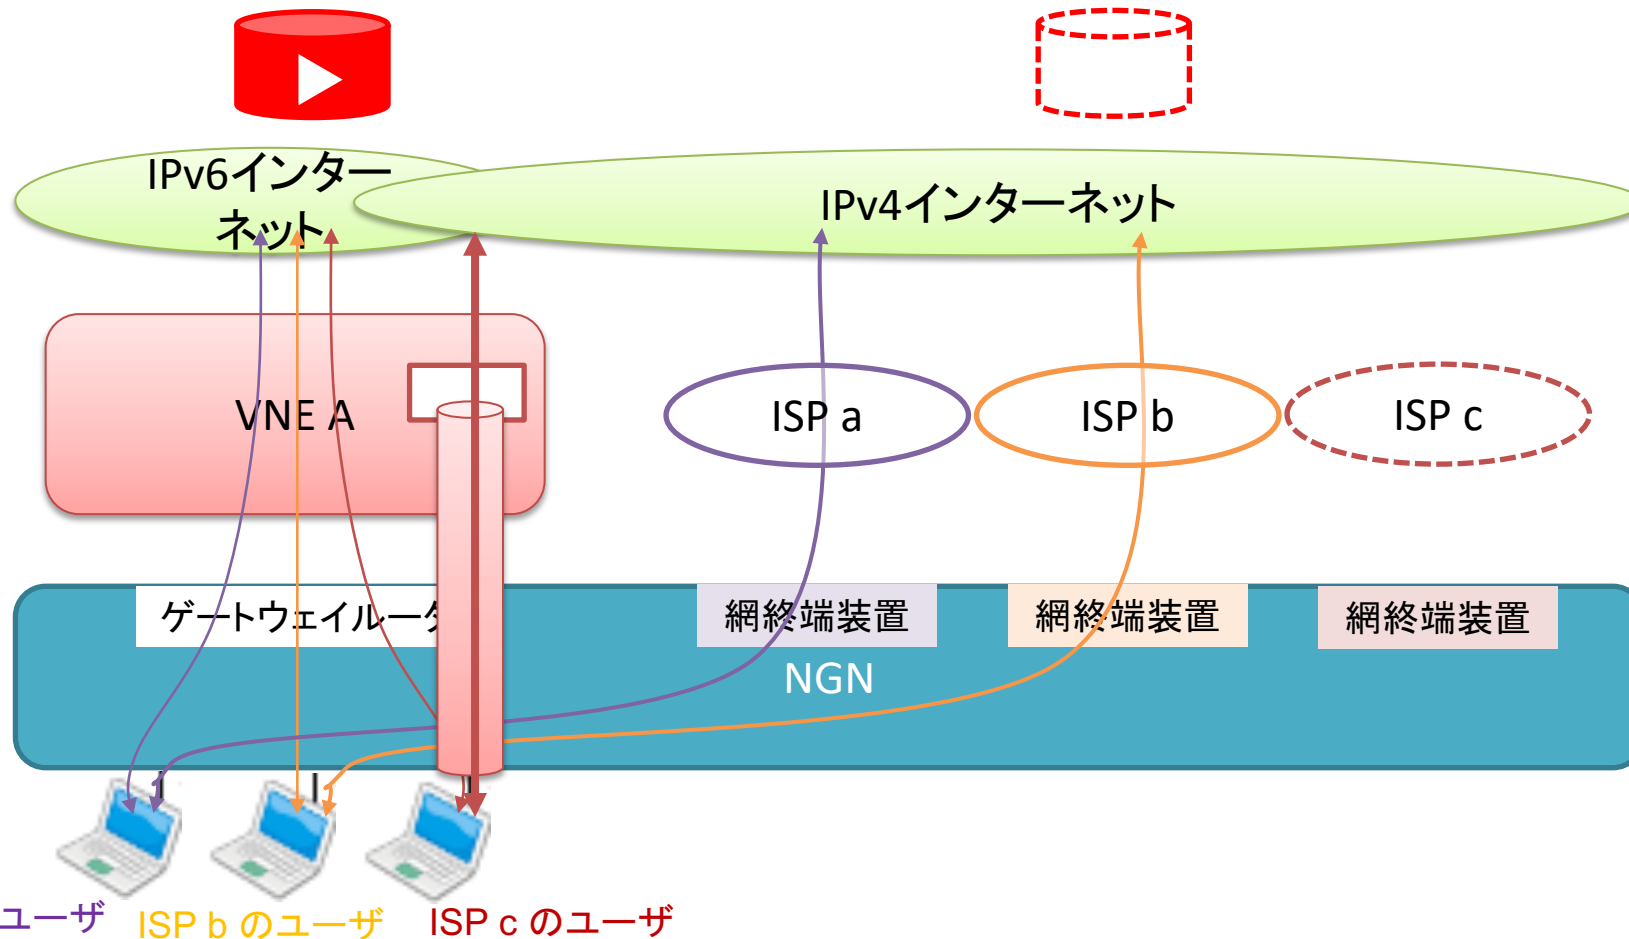 IPv6インター
ネット
IPv4インターネット
VNE A
ISP a
ISP b
ISP c
ゲートウェイルータ
網終端装置
網終端装置
網終端装置
NGN
ユーザ
ISP b のユーザ
ISP c のユーザ